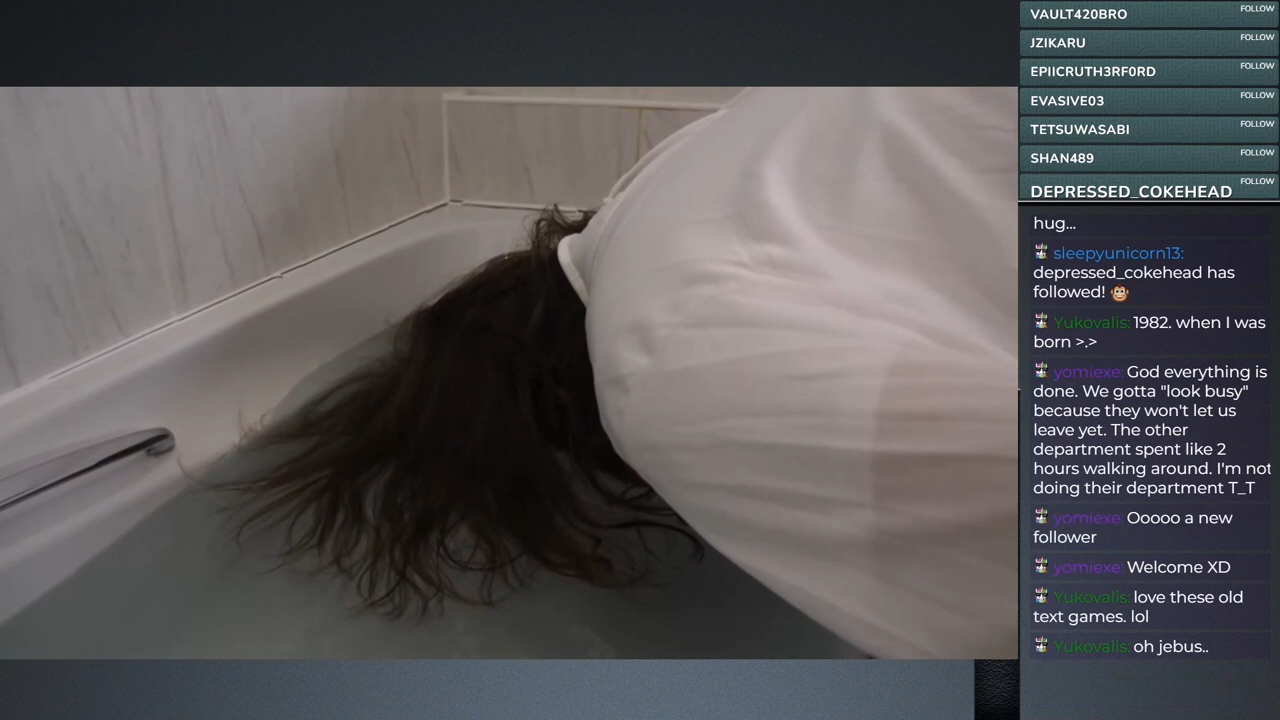 VAULT420BRO FOLLOW
JZIKARU FOLLOW
EPIICRUTH3RF0RD FOLLOW
EVASIVE03 FOLLOW
TETSUWASABI FOLLOW
SHAN489 FOLLOW
DEPRESSED_COKEHEAD FOLLOW
hug...
sleepyunicorn13:
depressed_cokehead has
followed!
Yukovalis: 1982. when I was
born >.>
yomiexe: God everything is
done. We gotta "look busy"
because they won't let us
leave yet. The other
department spent like 2
hours walking around. I'm not
doing their department T_T
yomiexe: Ooooo a new
follower
yomiexe: Welcome XD
Yukovalis: love these old
text games. lol
Yukovalis: oh jebus..